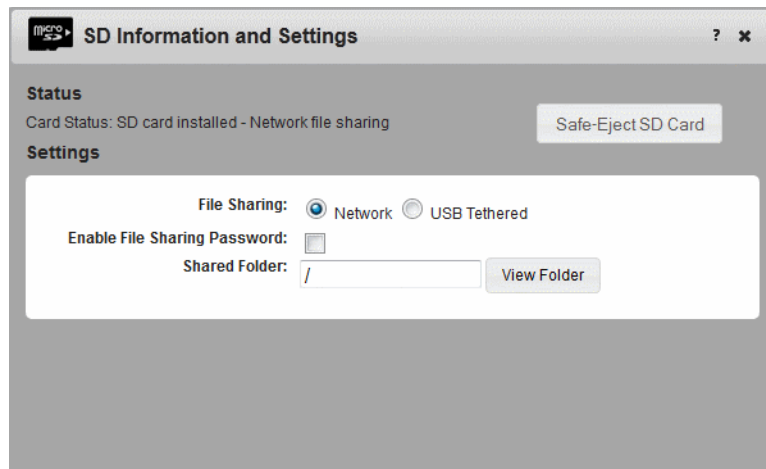 micro SD SD Information and Settings ?
Status
Card Status: SD card installed - Network file sharing
Safe-Eject SD Card
Settings
File Sharing: Network USB Tethered
Enable File Sharing Password:
Shared Folder: / View Folder